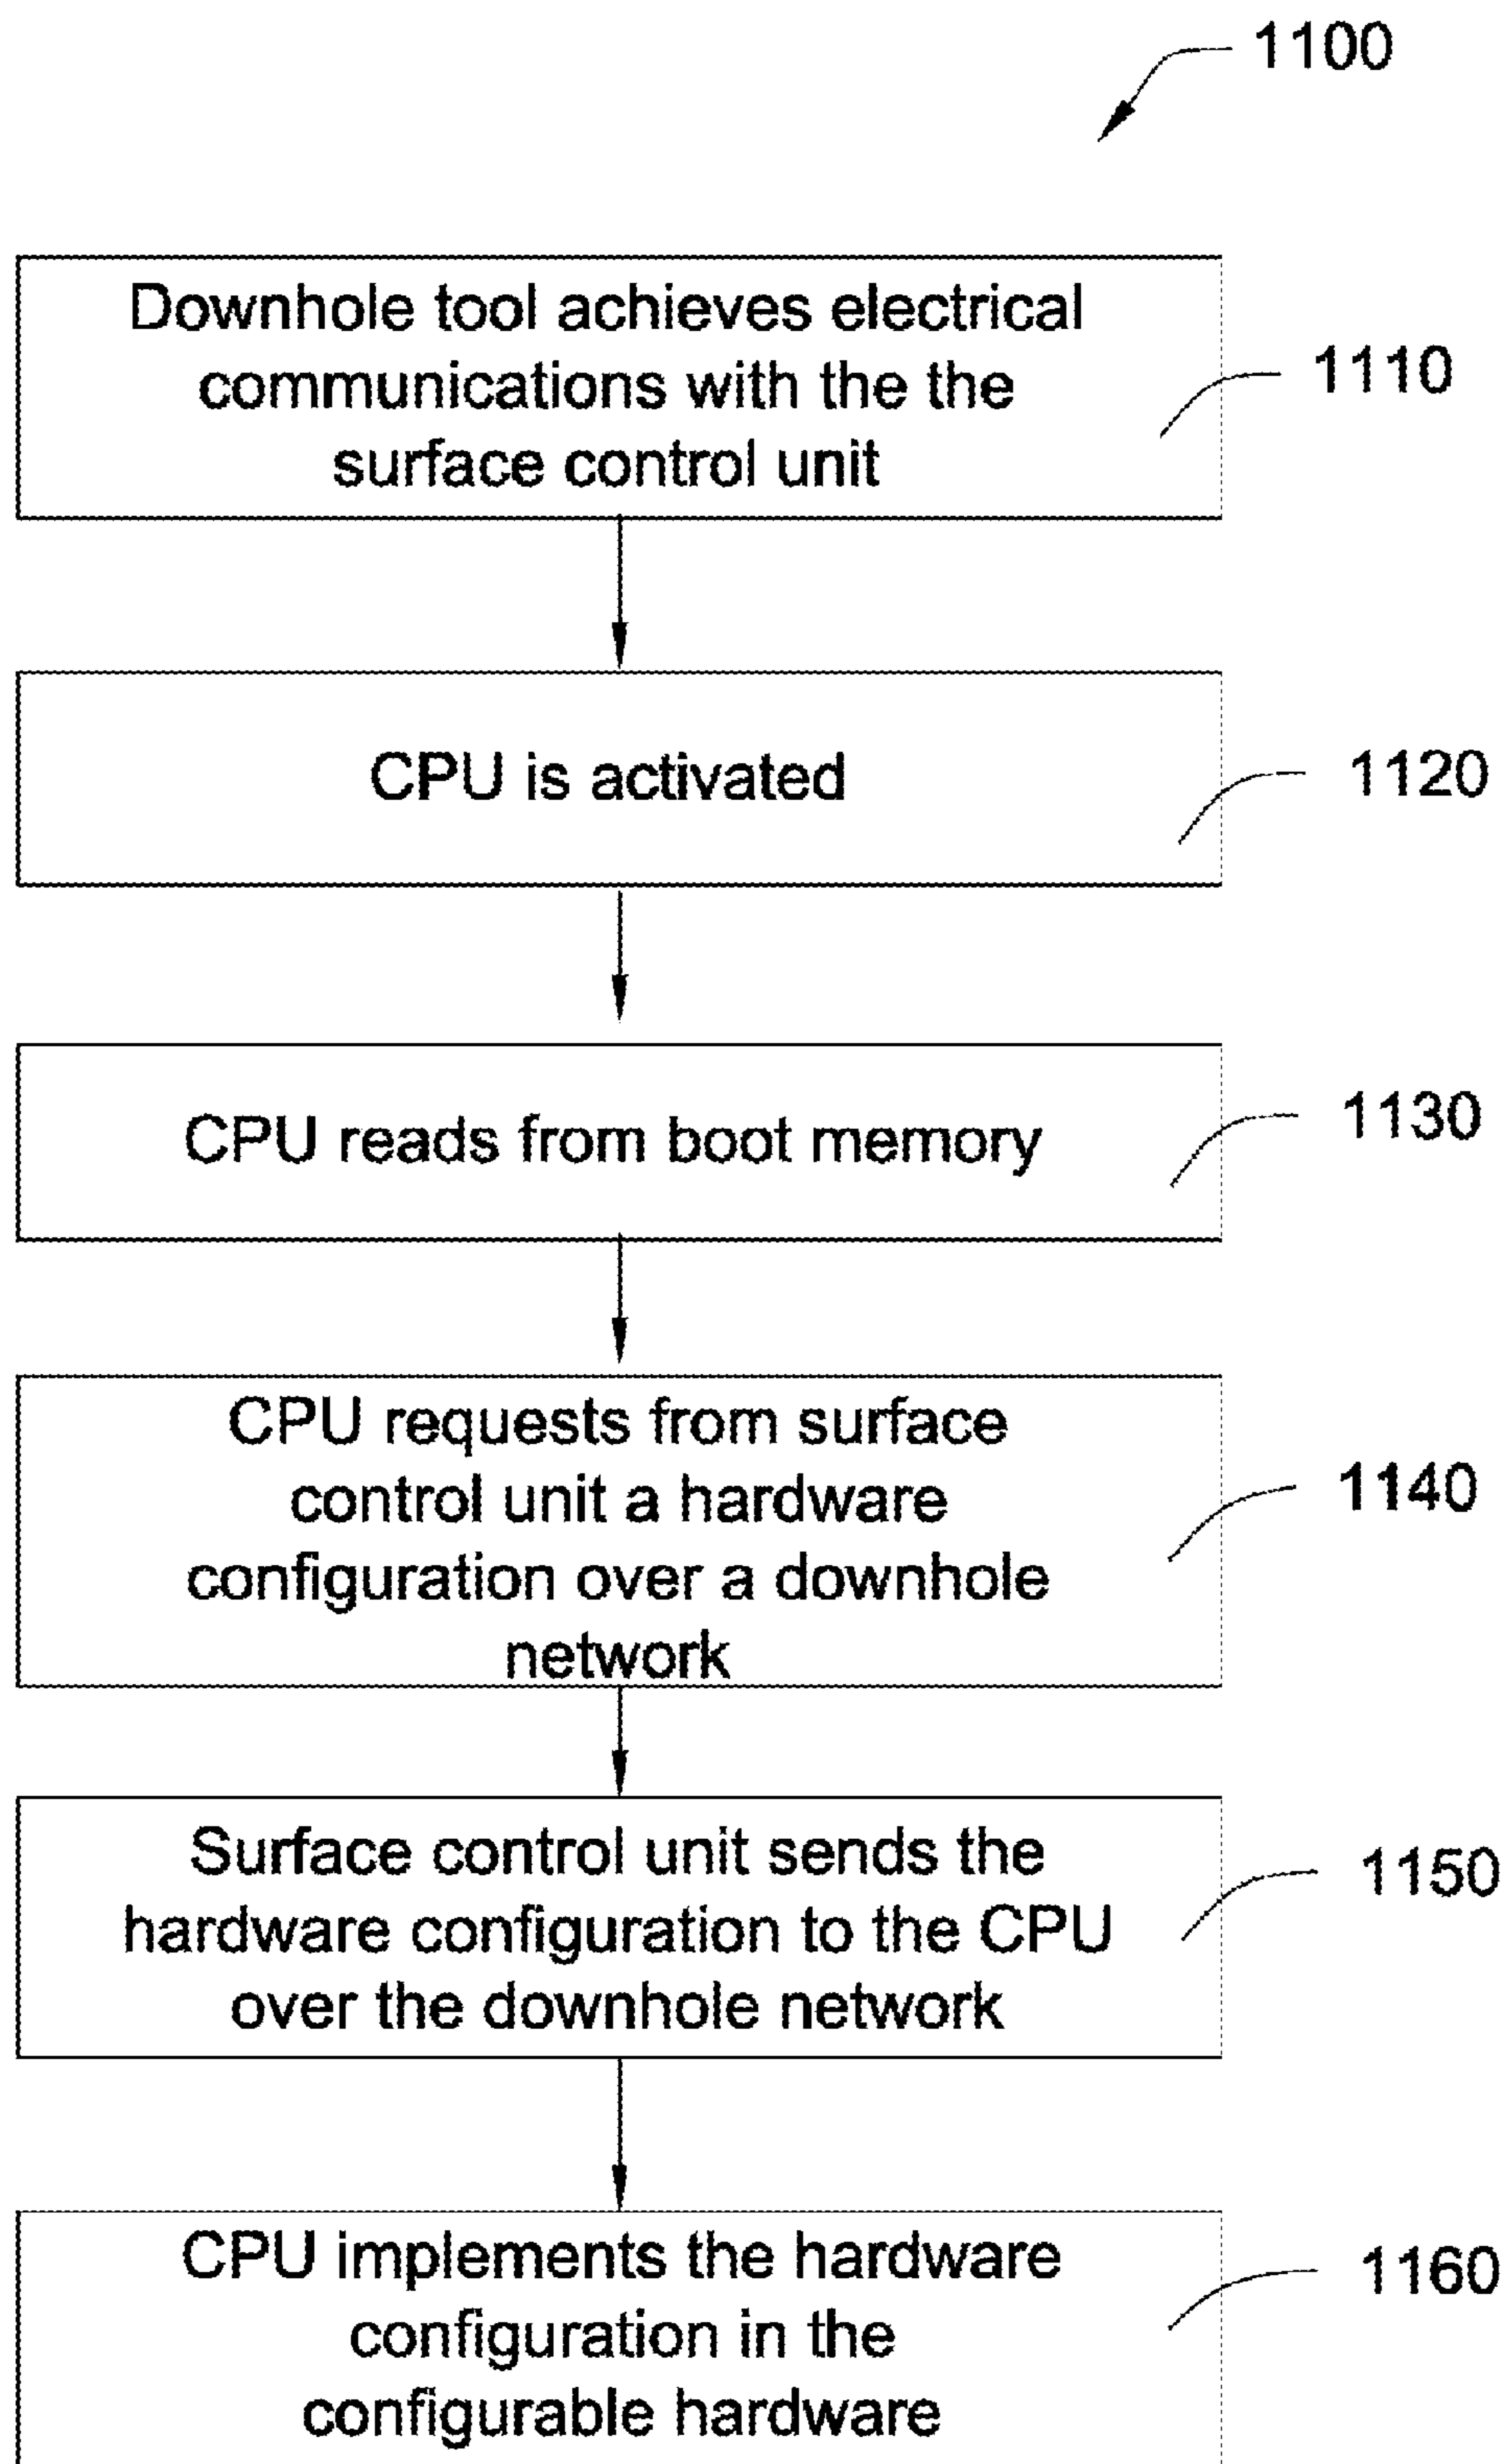 1100
Downhole tool achieves electrical
communications with the the
surface control unit
1110
CPU is activated
1120
CPU reads from boot memory
1130
CPU requests from surface
control unit a hardware
configuration over a downhole
network
1140
Surface control unit sends the
hardware configuration to the CPU
over the downhole network
1150
CPU implements the hardware
configuration in the
configurable hardware
1160